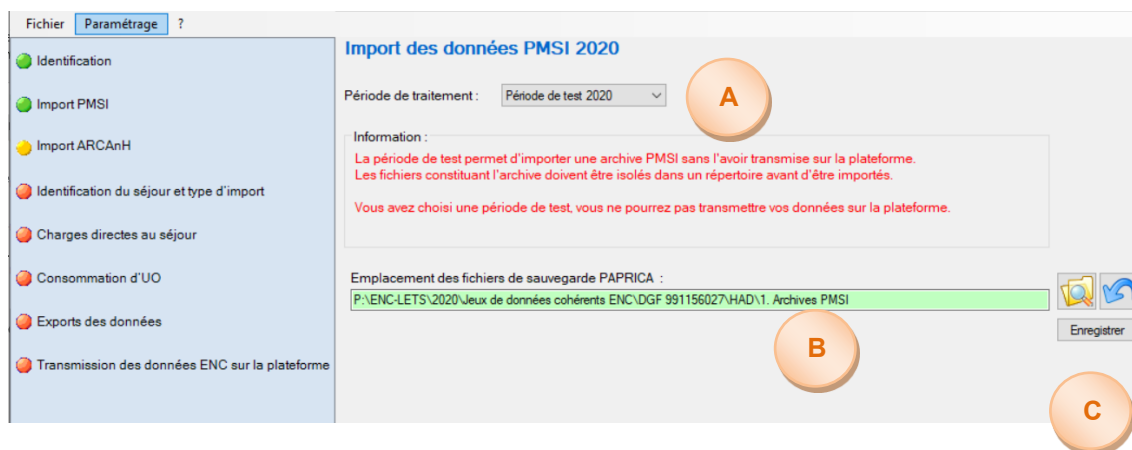 Fichier Paramétrage ?
Identification
Import PMSI
Import ARCAnH
Identification du séjour et type d'import
Charges directes au séjour
Consommation d'UO
Exports des données
Transmission des données ENC sur la plateforme
Import des données PMSI 2020
Période de traitement : Période de test 2020
A
Information :
La période de test permet d'importer une archive PMSI sans l'avoir transmise sur la plateforme.
Les fichiers constituant l'archive doivent être isolés dans un répertoire avant d'être importés.
Vous avez choisi une période de test, vous ne pourrez pas transmettre vos données sur la plateforme.
Emplacement des fichiers de sauvegarde PAPRICA :
P:\ENC-LETS\2020\Jeux de données cohérents ENC\DGF 991156027\HAD\1. Archives PMSI
Enregistrer
B
C